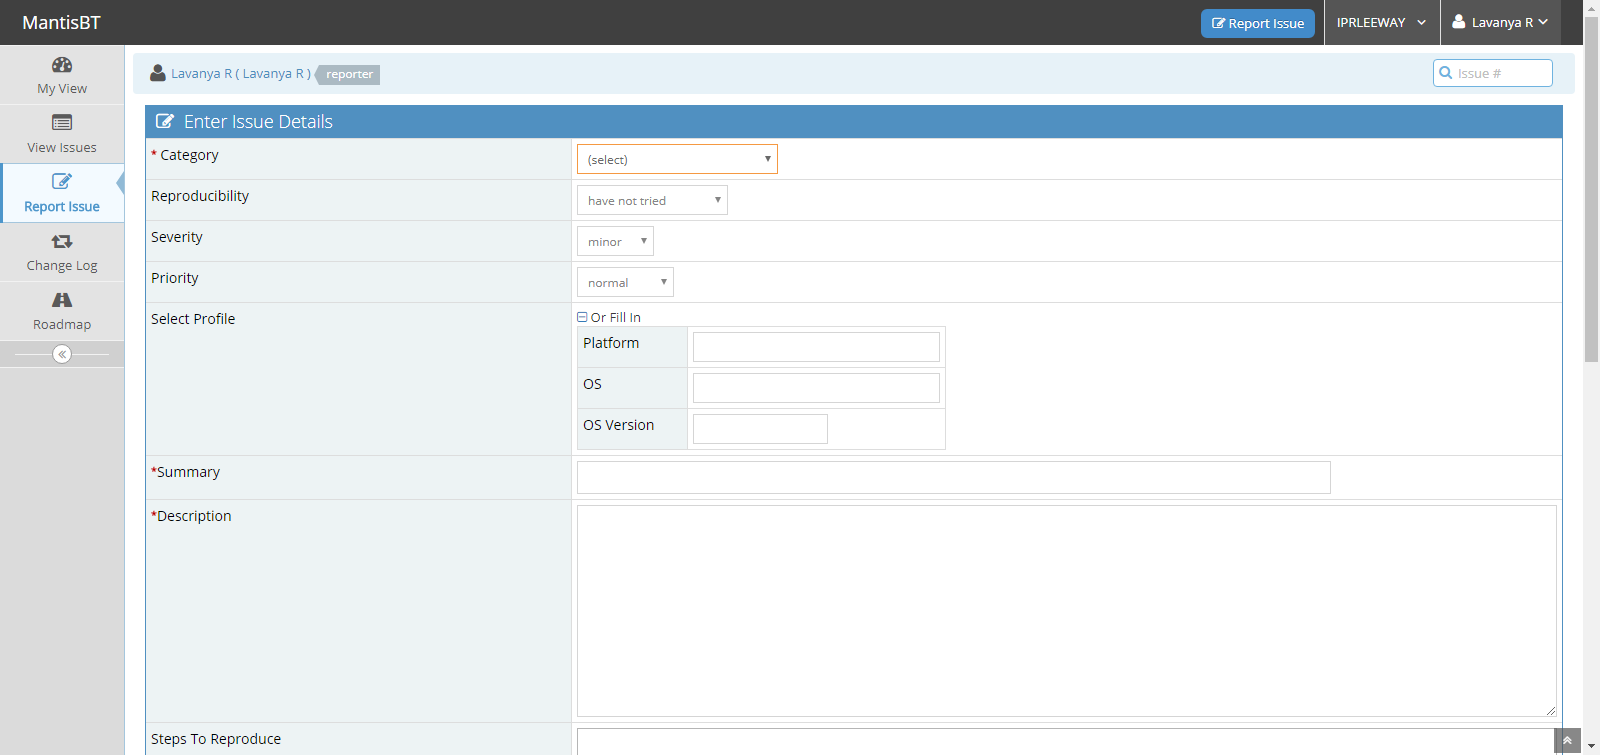 MantisBT
Report Issue
IPRLEEWAY
Lavanya R
My View
View Issues
Report Issue
Change Log
Roadmap
Lavanya R ( Lavanya R )
reporter
Issue #
Enter Issue Details
* Category
(select)
Reproducibility
have not tried
Severity
minor
Priority
normal
Select Profile
Or Fill In
Platform
OS
OS Version
*Summary
*Description
Steps To Reproduce